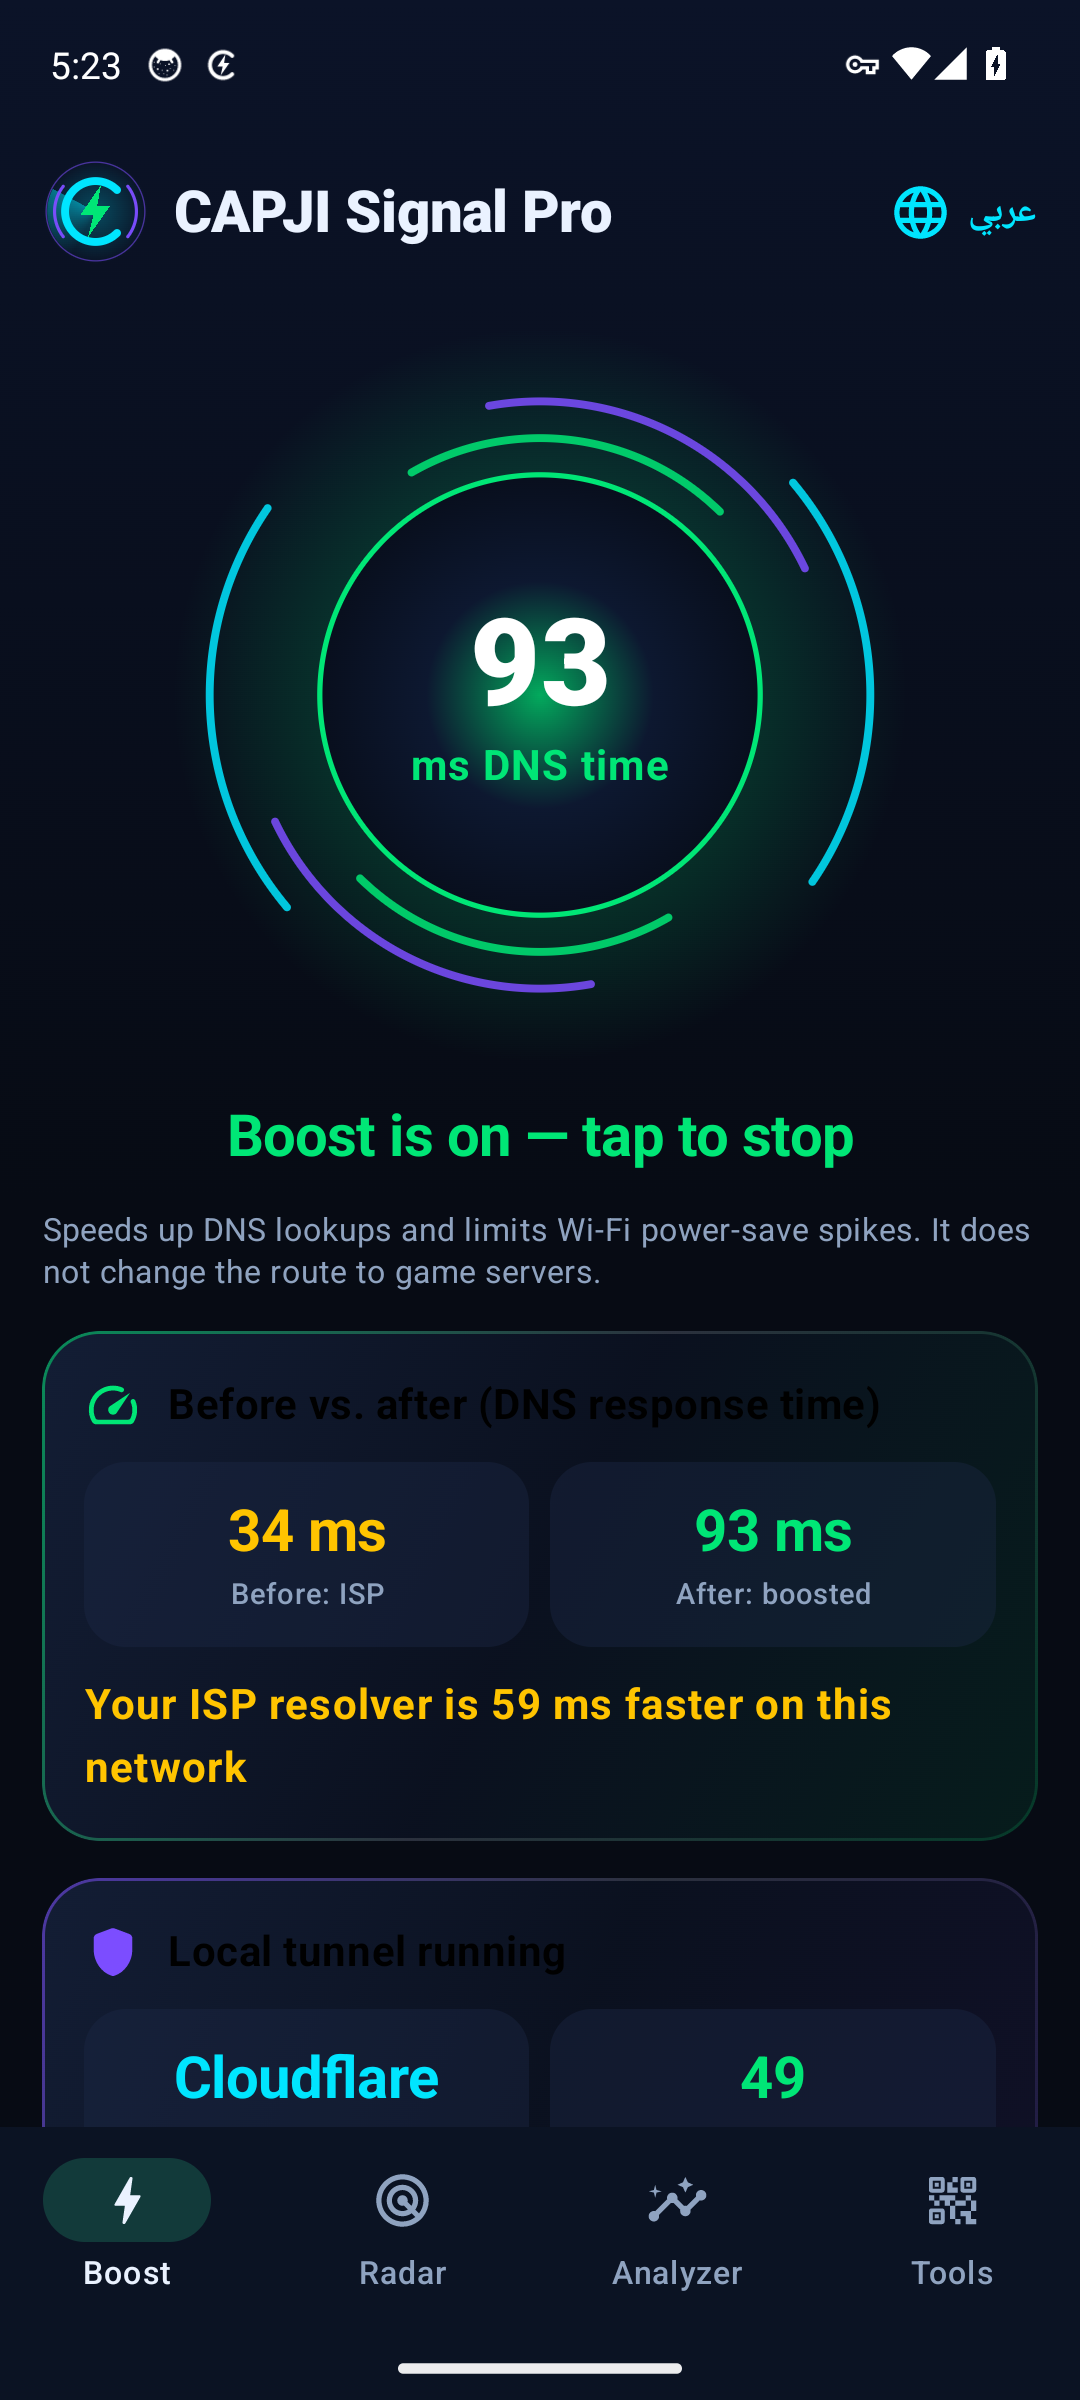 5:23
CAPJI Signal Pro
عربي
93
ms DNS time
Boost is on — tap to stop
Speeds up DNS lookups and limits Wi-Fi power-save spikes. It does
not change the route to game servers.
Before vs. after (DNS response time)
34 ms
Before: ISP
93 ms
After: boosted
Your ISP resolver is 59 ms faster on this
network
Local tunnel running
Cloudflare
49
Boost
Radar
Analyzer
Tools